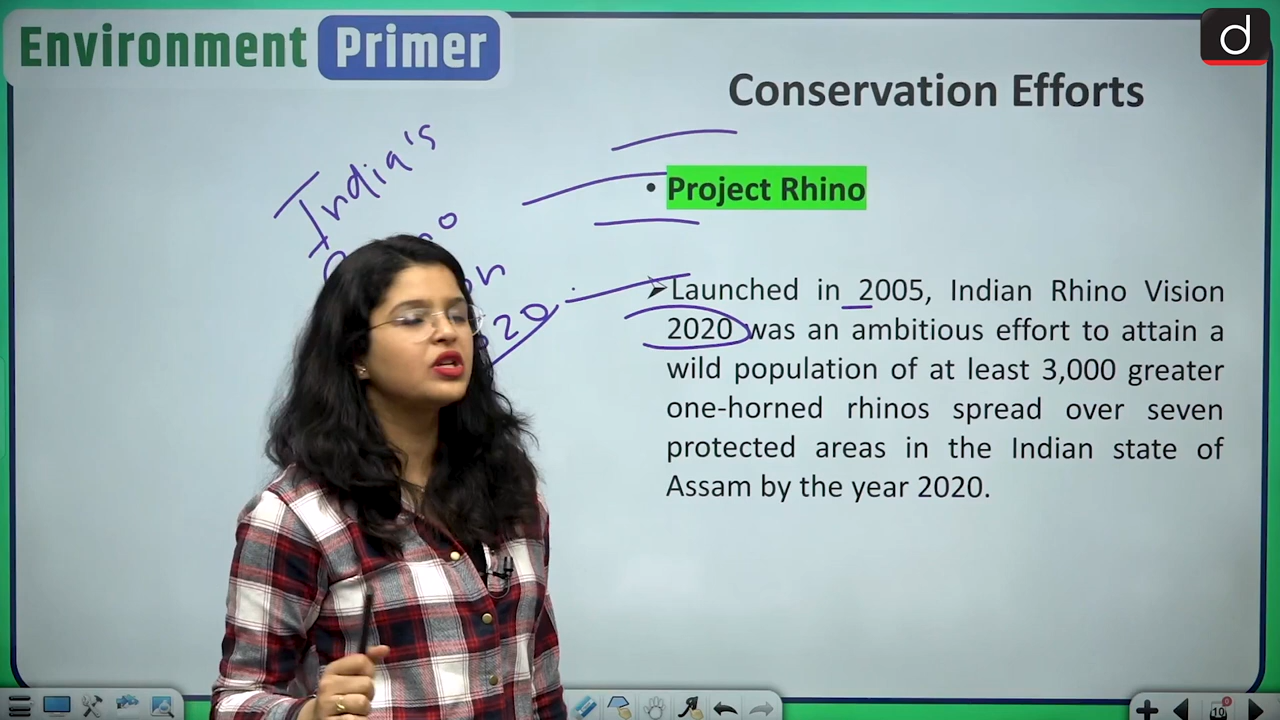 Environment Primer
d
Conservation Efforts
India's
• Project Rhino
➤Launched in 2005, Indian Rhino Vision
2020 was an ambitious effort to attain a
wild population of at least 3,000 greater
one-horned rhinos spread over seven
protected areas in the Indian state of
Assam by the year 2020.
10